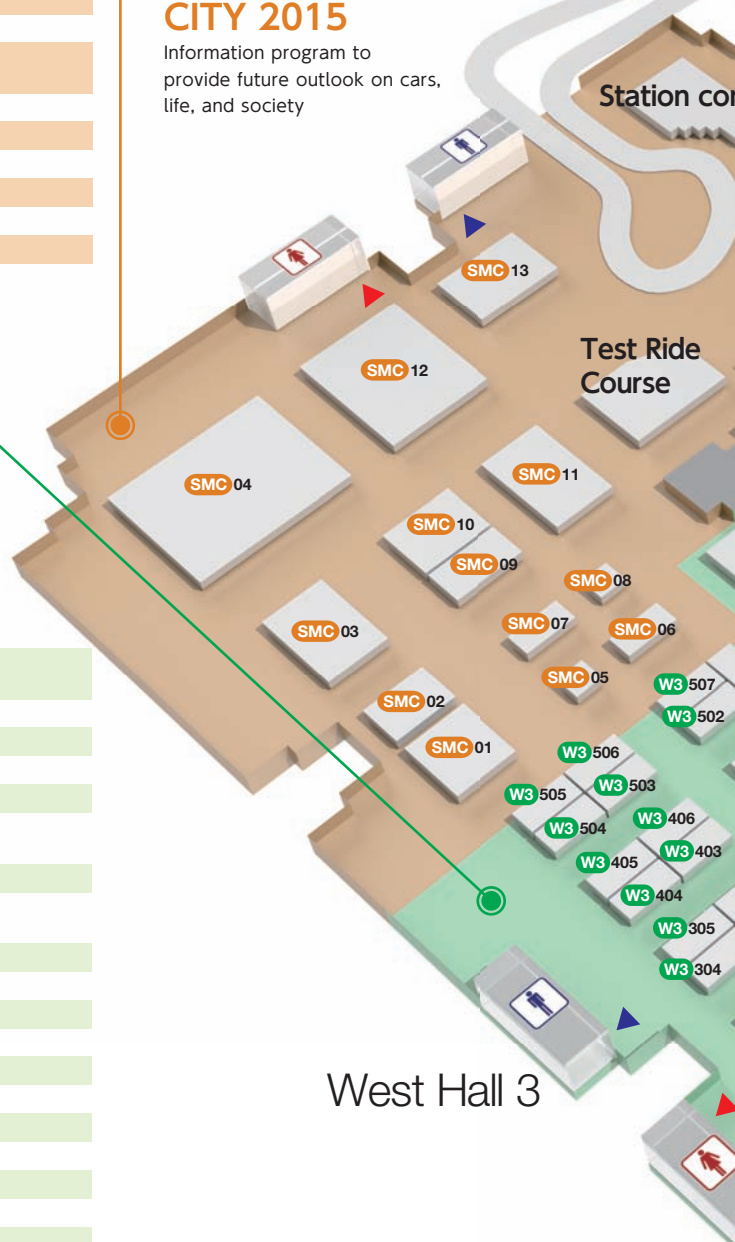 CITY 2015
Information program to
provide future outlook on cars,
life, and society
Station
SMC 13
Test Ride
Course
SMC 12
SMC 04
SMC 11
SMC 10
SMC 09
SMC 08
SMC 07
SMC 06
SMC 03
SMC 05
SMC 02
SMC 01
W3 507
W3 502
W3 506
W3 503
W3 505
W3 504
W3 406
W3 403
W3 405
W3 404
W3 305
W3 304
West Hall 3